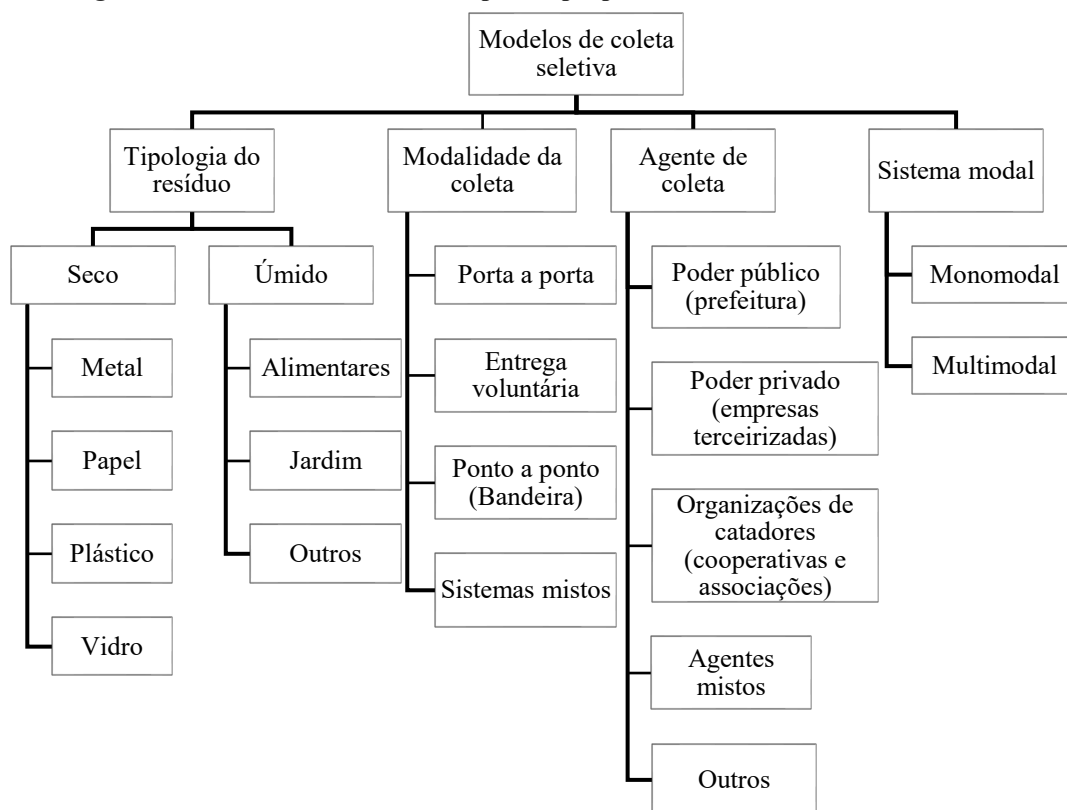 Modelos de coleta
seletiva
Tipologia do
resíduo
Modalidade da
coleta
Agente de
coleta
Sistema modal
Seco
Úmido
Metal
Papel
Plástico
Vidro
Alimentares
Jardim
Outros
Porta a porta
Entrega
voluntária
Ponto a ponto
(Bandeira)
Sistemas mistos
Poder público
(prefeitura)
Poder privado
(empresas
terceirizadas)
Organizações de
catadores
(cooperativas e
associações)
Agentes
mistos
Outros
Monomodal
Multimodal